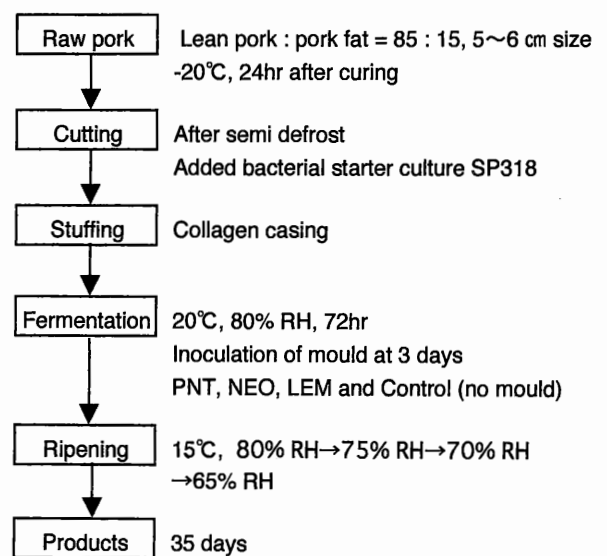 Raw pork Lean pork : pork fat = 85 : 15, 5～6 ㎝ size
-20℃, 24hr after curing
Cutting After semi defrost
Added bacterial starter culture SP318
Stuffing Collagen casing
Fermentation 20℃, 80% RH, 72hr
Inoculation of mould at 3 days
PNT, NEO, LEM and Control (no mould)
Ripening 15℃, 80% RH→75% RH→70% RH
→65% RH
Products 35 days